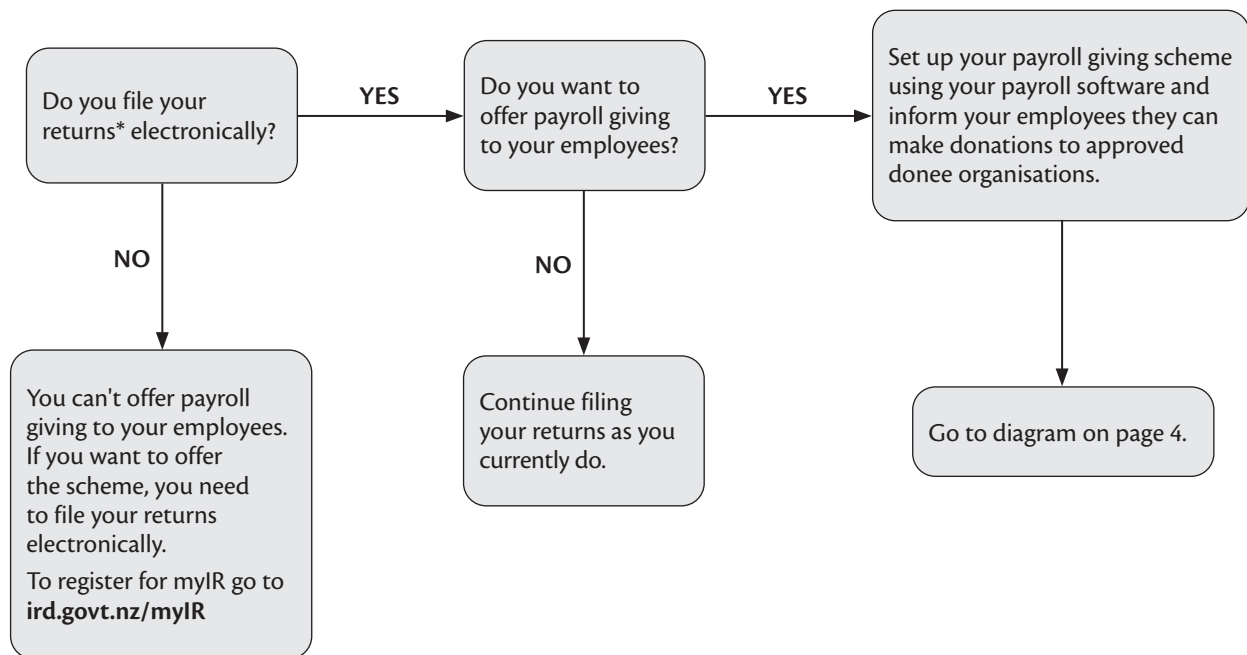 Do you file your
returns* electronically?
YES
Do you want to
offer payroll giving
to your employees?
YES
Set up your payroll giving scheme
using your payroll software and
inform your employees they can
make donations to approved
donee organisations.
NO
NO
You can't offer payroll
giving to your employees.
If you want to offer
the scheme, you need
to file your returns
electronically.
To register for myIR go to
ird.govt.nz/myIR
Continue filing
your returns as you
currently do.
Go to diagram on page 4.